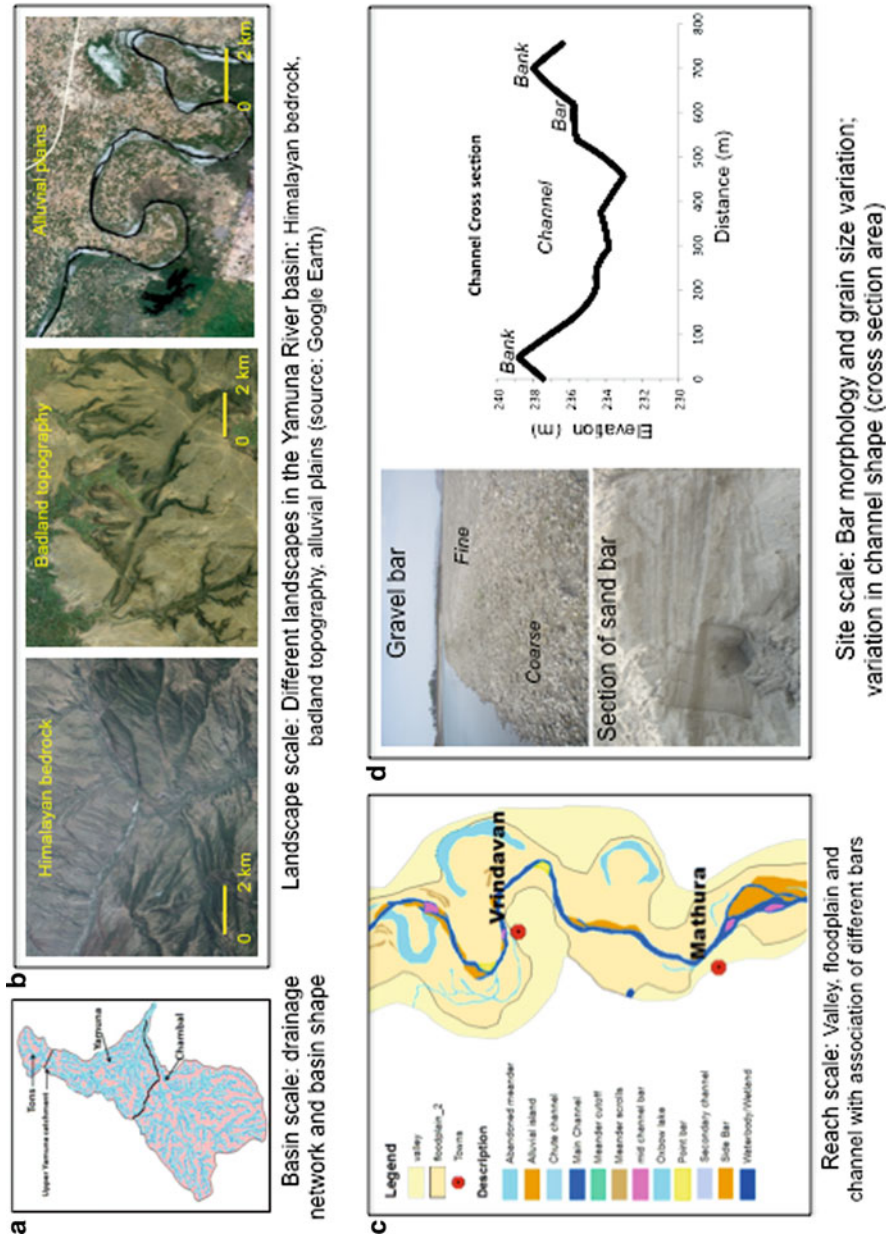 a
Tons
Upper Yamuna catchment
Yamuna
Chambal
Basin scale: drainage
network and basin shape
b
Himalayan bedrock
0 2 km
Badland topography
0 2 km
Alluvial plains
0 2 km
Landscape scale: Different landscapes in the Yamuna River basin: Himalayan bedrock,
badland topography, alluvial plains (source: Google Earth)
c
Legend
valley
floodplain_2
Towns
Description
Abandoned meander
Alluvial island
Chute channel
Main Channel
Meander cutoff
Meander scrolls
mid channel bar
Oxbow lake
Point bar
Secondary channel
Side Bar
Waterbody/Wetland
Vrindavan
Mathura
Reach scale: Valley, floodplain and
channel with association of different bars
d
Gravel bar
Fine
Coarse
Section of sand bar
Channel Cross section
Bank
Channel
Bar
Bank
240
238
236
234
232
230
Elevation (m)
0 100 200 300 400 500 600 700 800
Distance (m)
Site scale: Bar morphology and grain size variation;
variation in channel shape (cross section area)